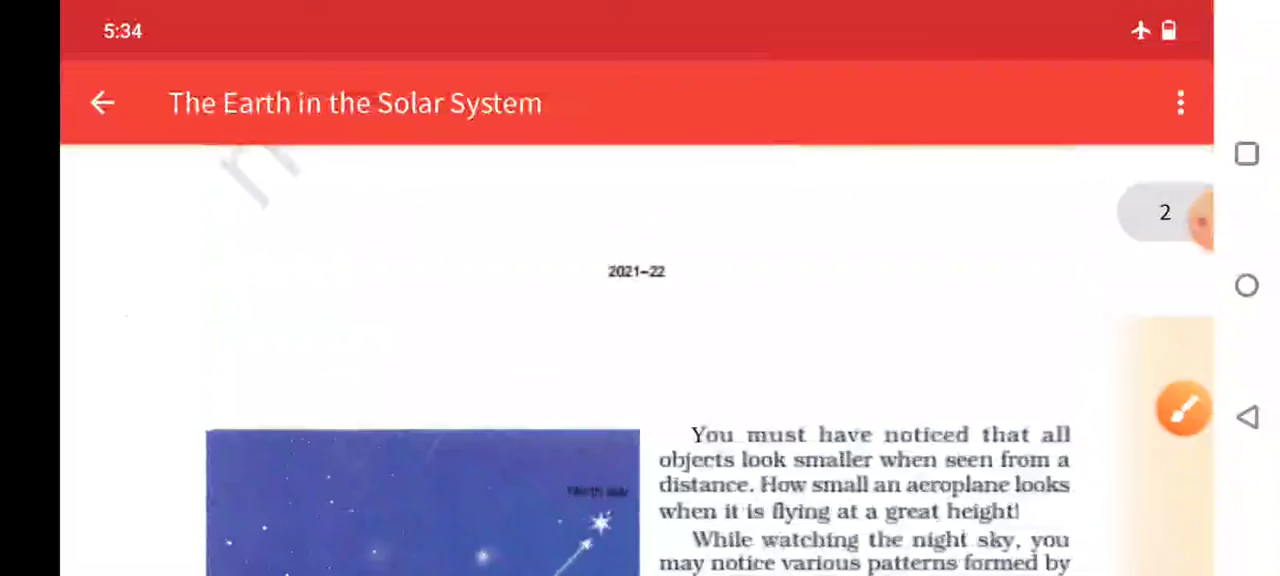 5:34
The Earth in the Solar System
2
2021–22
You must have noticed that all
objects look smaller when seen from a
distance. How small an aeroplane looks
when it is flying at a great height!
While watching the night sky, you
may notice various patterns formed by